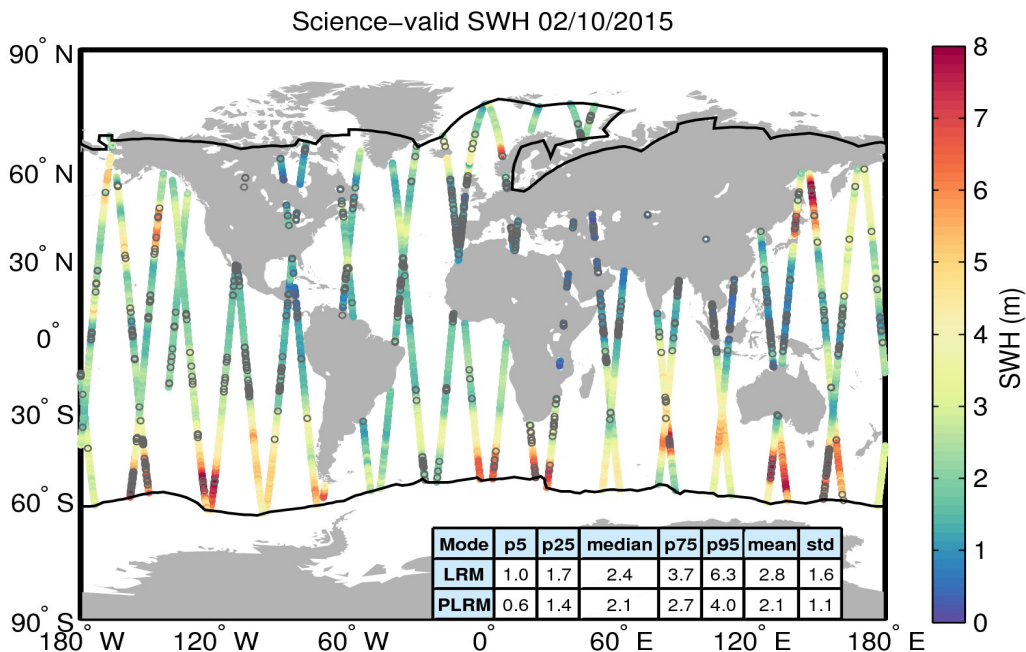 Science−valid SWH 02/10/2015
90° N
60° N
30° N
0°
30° S
60° S
90° S
180° W
120° W
60° W
0°
60° E
120° E
180° E
8
7
6
5
4
3
2
1
0
SWH (m)
Mode p5 p25 median p75 p95 mean std
LRM 1.0 1.7 2.4 3.7 6.3 2.8 1.6
PLRM 0.6 1.4 2.1 2.7 4.0 2.1 1.1